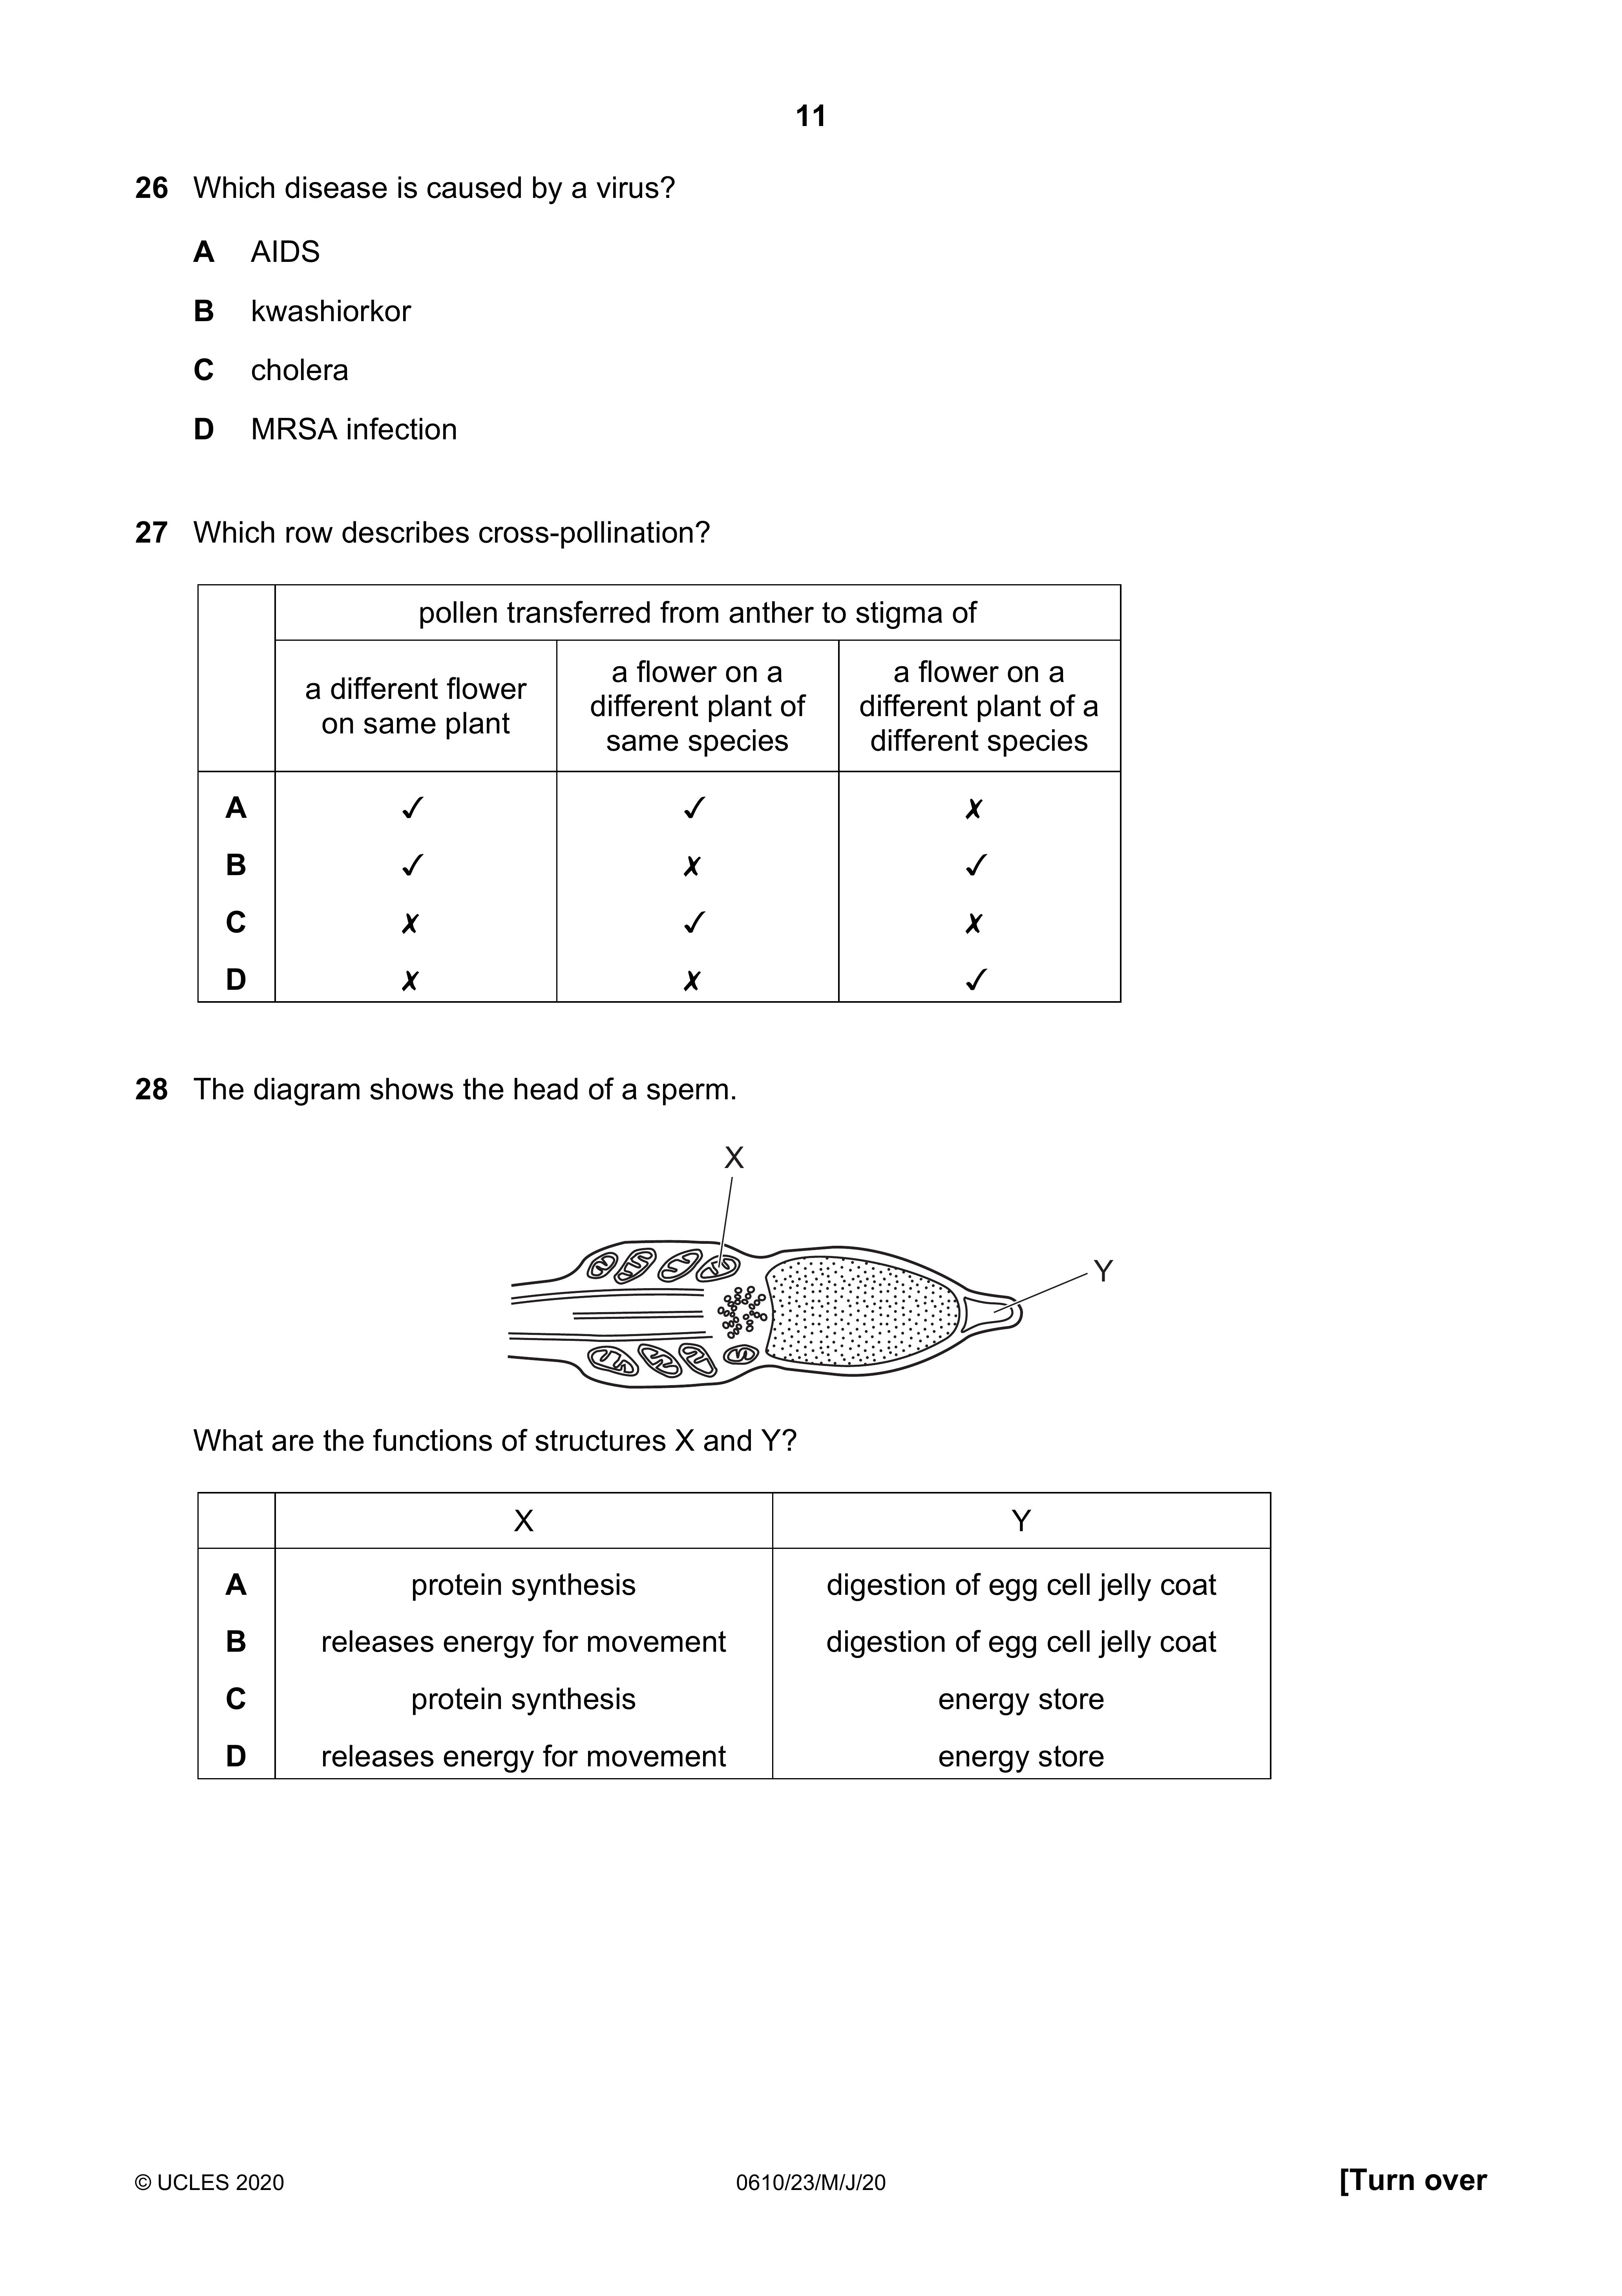 11
26 Which disease is caused by a virus?
A AIDS
B kwashiorkor
C cholera
D MRSA infection
27 Which row describes cross-pollination?
pollen transferred from anther to stigma of
a different flower on same plant
a flower on a different plant of same species
a flower on a different plant of a different species
A ✓ ✓ ✗
B ✓ ✗ ✓
C ✗ ✓ ✗
D ✗ ✗ ✓
28 The diagram shows the head of a sperm.
X
Y
What are the functions of structures X and Y?
X Y
A protein synthesis digestion of egg cell jelly coat
B releases energy for movement digestion of egg cell jelly coat
C protein synthesis energy store
D releases energy for movement energy store
© UCLES 2020 0610/23/M/J/20 [Turn over